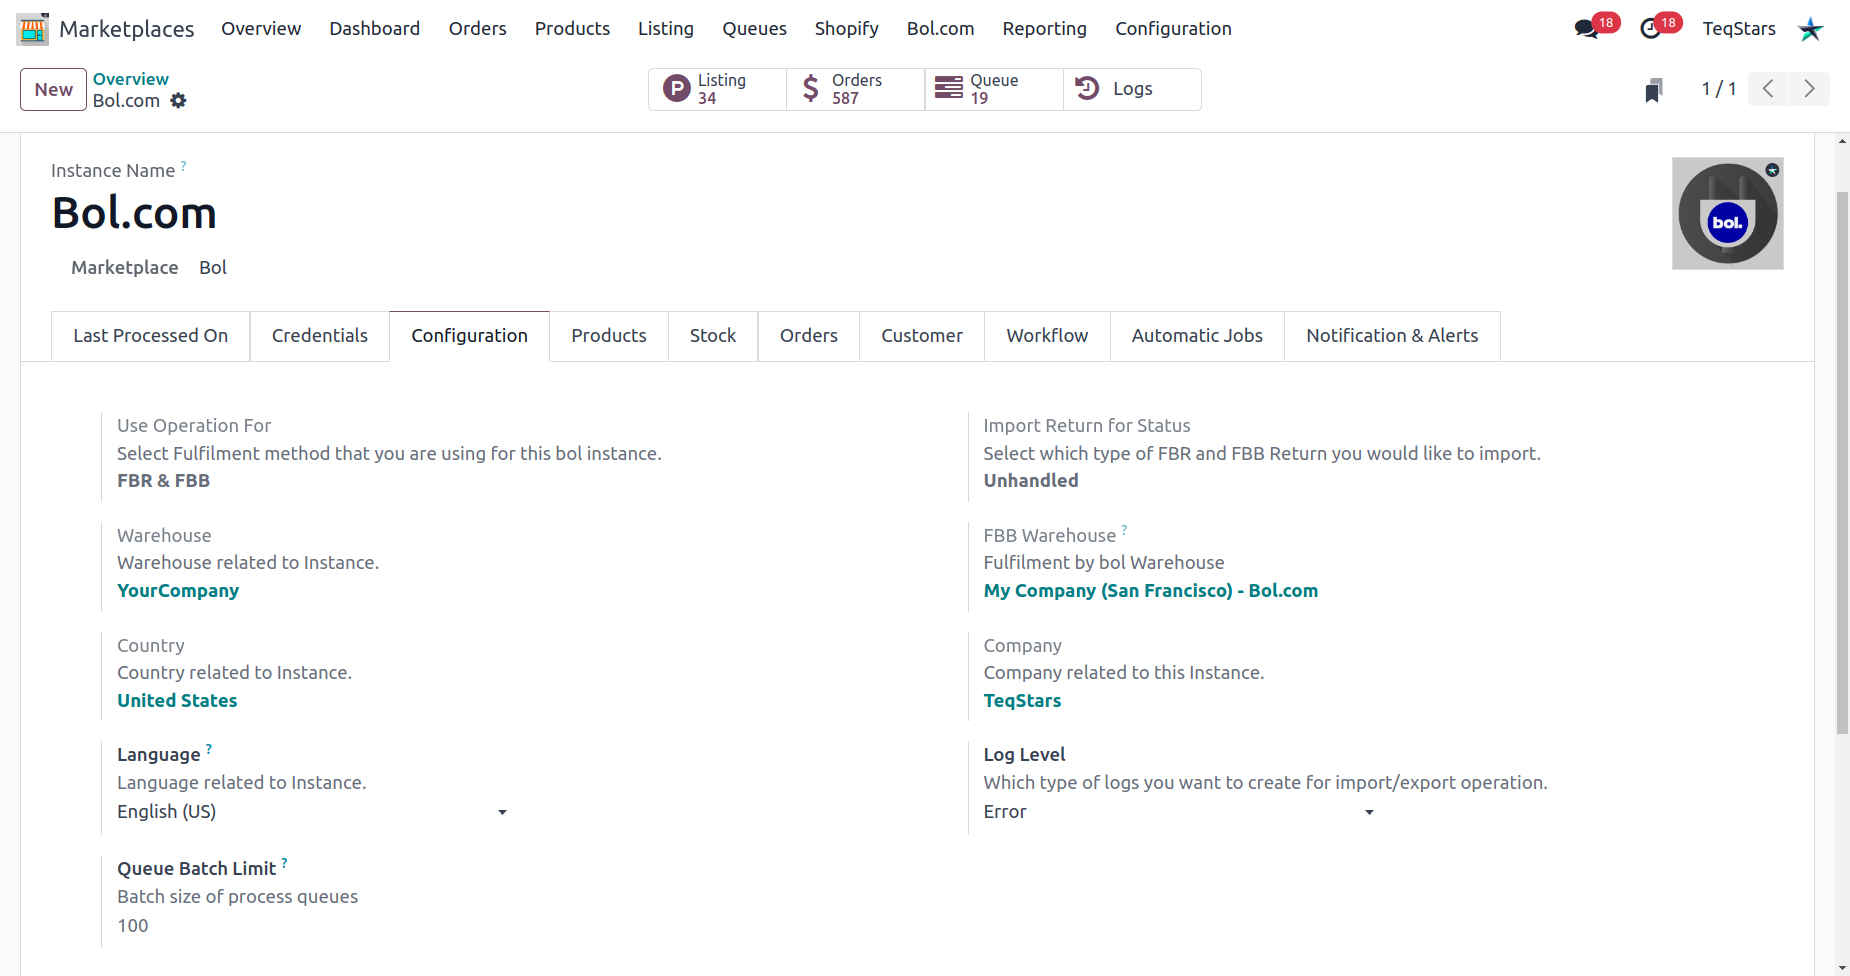 Marketplaces Overview Dashboard Orders Products Listing Queues Shopify Bol.com Reporting Configuration 18 18 TeqStars
New Overview Bol.com
P Listing 34 $ Orders 587 Queue 19 Logs
1 / 1
Instance Name ?
Bol.com
bol.
Marketplace Bol
Last Processed On Credentials Configuration Products Stock Orders Customer Workflow Automatic Jobs Notification & Alerts
Use Operation For
Select Fulfilment method that you are using for this bol instance.
FBR & FBB
Import Return for Status
Select which type of FBR and FBB Return you would like to import.
Unhandled
Warehouse
Warehouse related to Instance.
YourCompany
FBB Warehouse ?
Fulfilment by bol Warehouse
My Company (San Francisco) - Bol.com
Country
Country related to Instance.
United States
Company
Company related to this Instance.
TeqStars
Language ?
Language related to Instance.
English (US)
Log Level
Which type of logs you want to create for import/export operation.
Error
Queue Batch Limit ?
Batch size of process queues
100